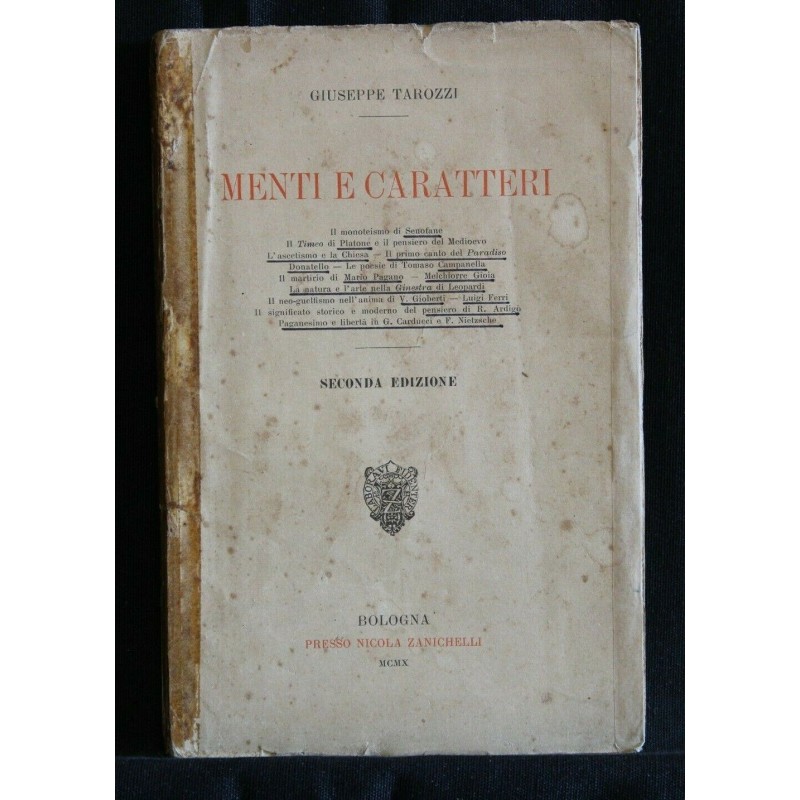 GIUSEPPE TAROZZI
MENTI E CARATTERI
Il monoteismo di Senofane
Il Timeo di Platone e il pensiero del Medioevo
L'ascetismo e la Chiesa — Il primo canto del Paradiso
Donatello — Le poesie di Tomaso Campanella
Il martirio di Mario Pagano — Melchiorre Gioia
La natura e l'arte nella Ginestra di Leopardi
Il neo-guelfismo nell'anima di V. Gioberti — Luigi Ferri
Il significato storico e moderno del pensiero di R. Ardigò
Paganesimo e libertà in G. Carducci e F. Nietzsche
SECONDA EDIZIONE
LABORAVI FIDENTER
BOLOGNA
PRESSO NICOLA ZANICHELLI
MCMX